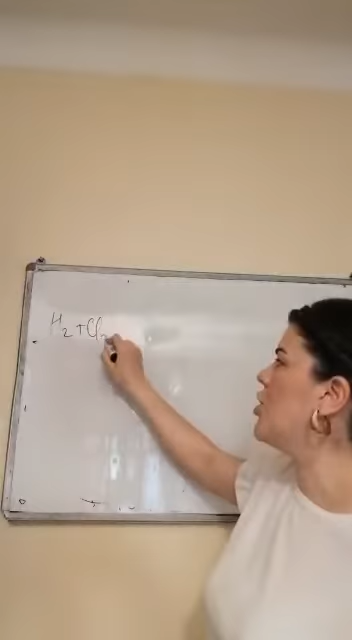 H₂ + Cl₂